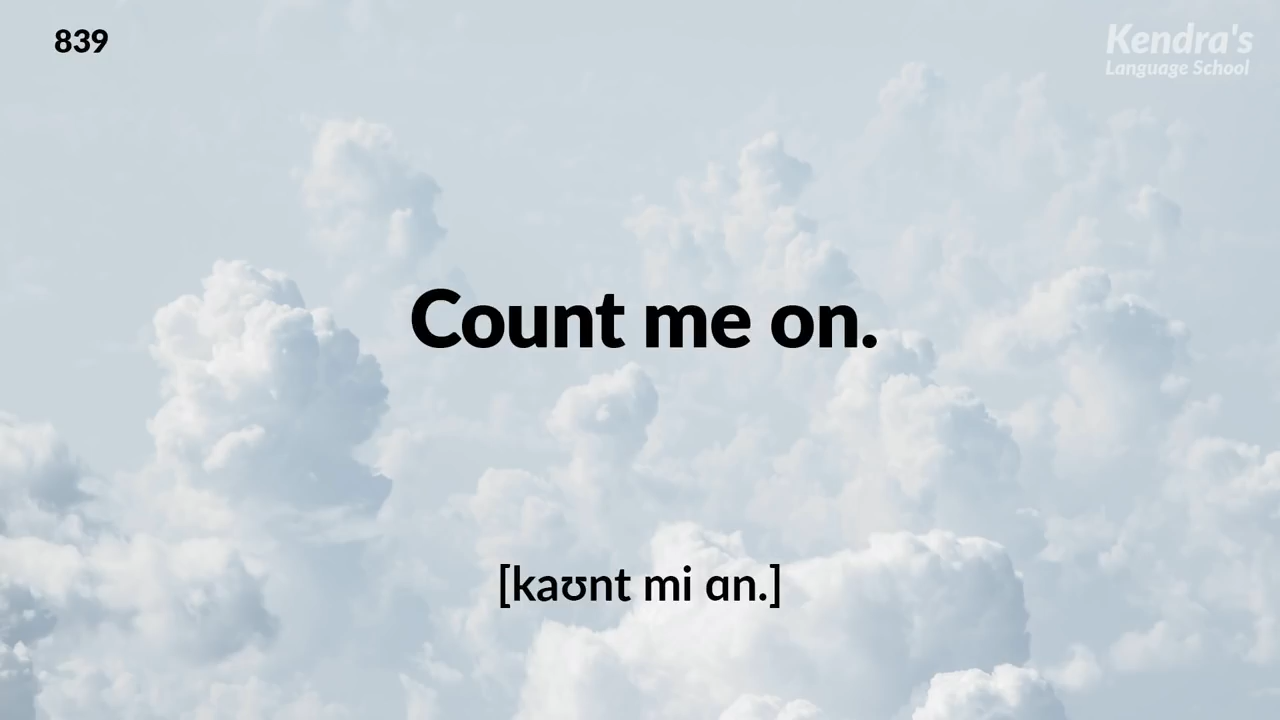 839
Kendra's
Language School
Count me on.
[kaʊnt mi ɑn.]